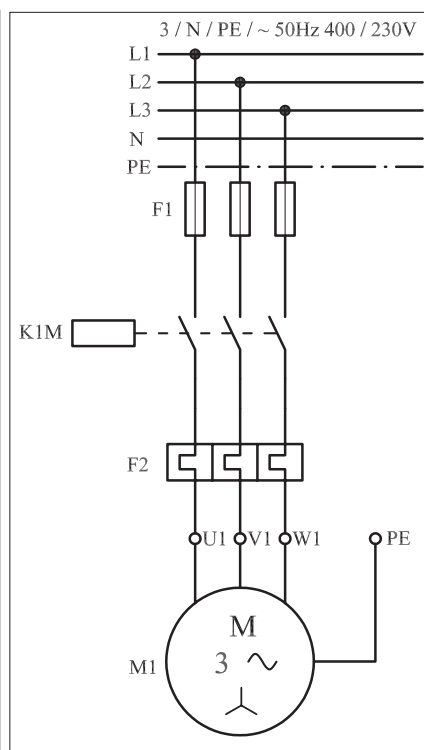 3 / N / PE / ~ 50Hz 400 / 230V
L1
L2
L3
N
PE
F1
K1M
F2
U1 V1 W1 PE
M
M1 3